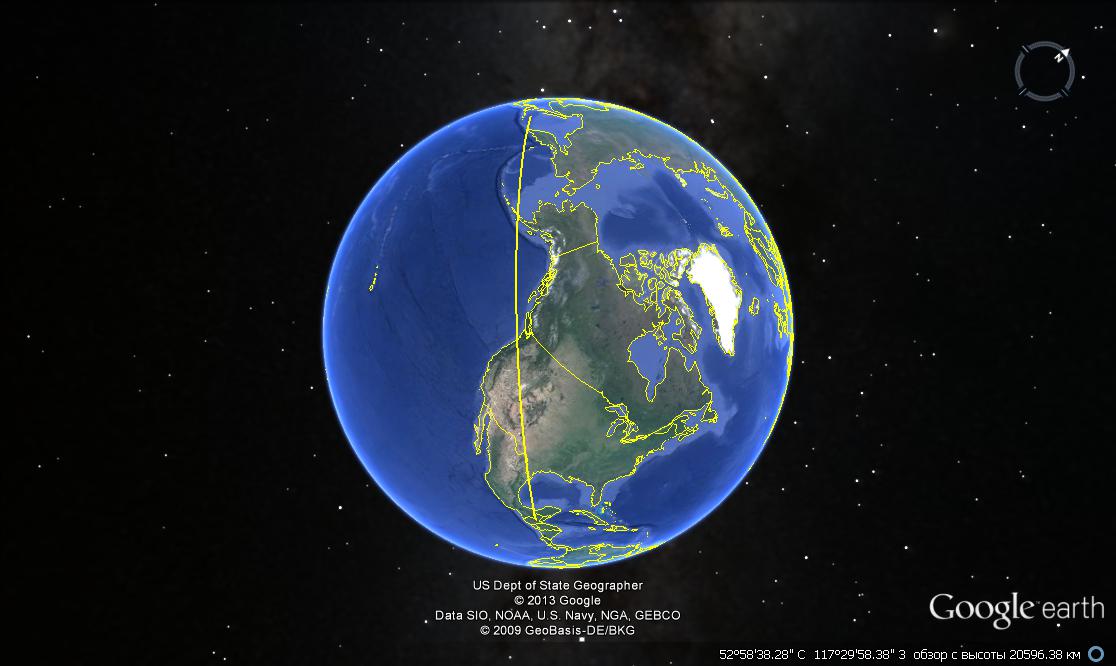 N
US Dept of State Geographer
© 2013 Google
Data SIO, NOAA, U.S. Navy, NGA, GEBCO
© 2009 GeoBasis-DE/BKG
Google earth
52°58'38.28" С 117°29'58.38" З обзор с высоты 20596.38 км